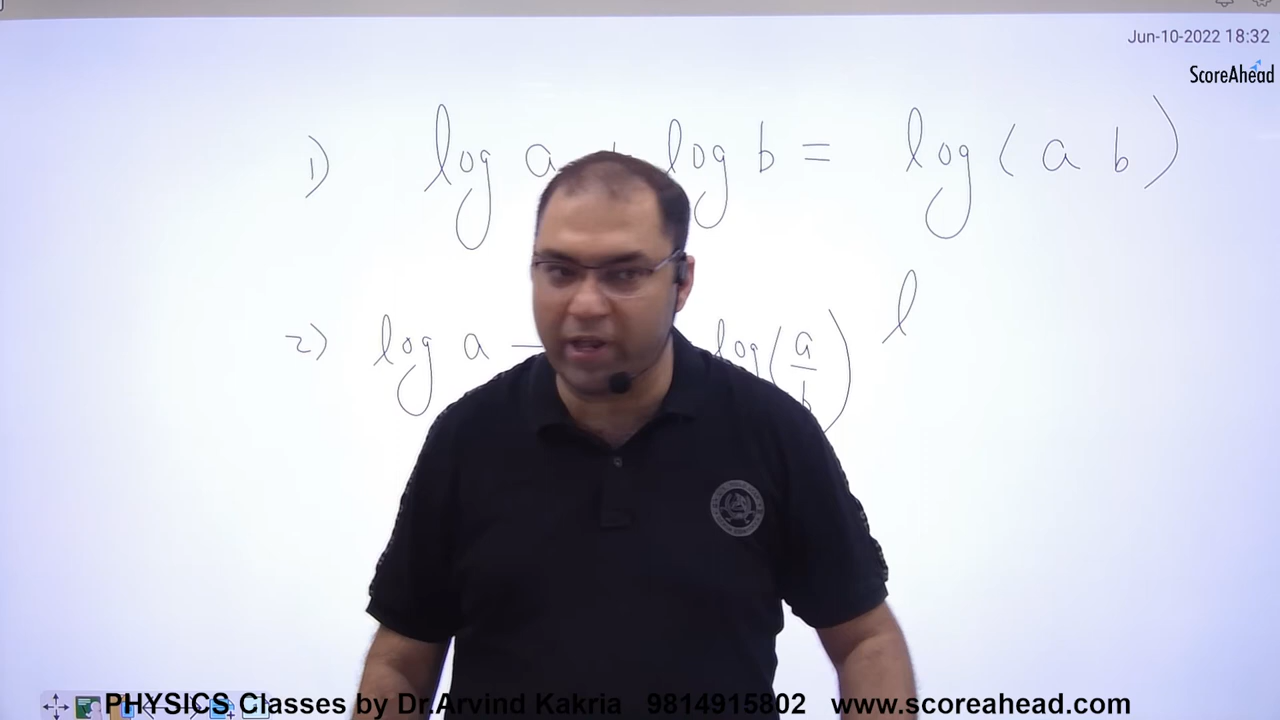 Jun-10-2022 18:32
ScoreAhead
1) log a + log b = log ( a b )
2) log a - log ( a / b ) l
PHYSICS Classes by Dr.Arvind Kakria 9814915802 www.scoreahead.com